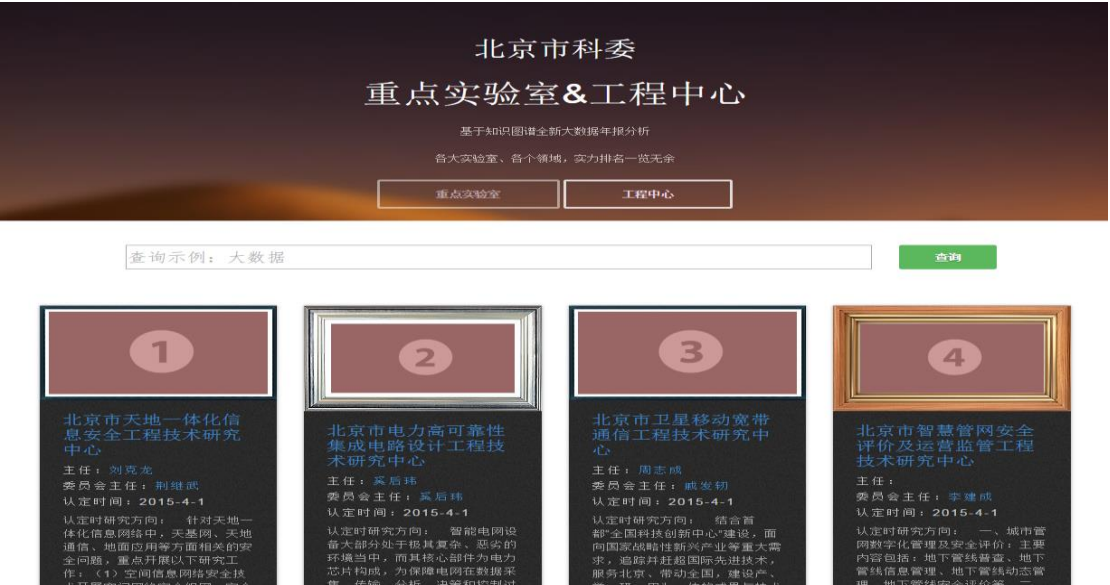 北京市科委
重点实验室&工程中心
基于知识图谱全新大数据年报分析
各大实验室、各个领域，实力排名一览无余
重点实验室
工程中心
查询示例：大数据
查询
1
北京市天地一体化信
息安全工程技术研究
中心
主任：刘克龙
委员会主任：荆继武
认定时间：2015-4-1
认定时研究方向： 针对天地一
体化信息网络中，天基网、天地
通信、地面应用等方面相关的安
全问题，重点开展以下研究工
作：（1）空间信息网络安全技
2
北京市电力高可靠性
集成电路设计工程技
术研究中心
主任：奚后玮
委员会主任：奚后玮
认定时间：2015-4-1
认定时研究方向： 智能电网设
备大部分处于极其复杂、恶劣的
环境当中，而其核心部件为电力
芯片构成，为保障电网在数据采
3
北京市卫星移动宽带
通信工程技术研究中
心
主任：周志成
委员会主任：戚发轫
认定时间：2015-4-1
认定时研究方向： 结合首
都"全国科技创新中心"建设，面
向国家战略性新兴产业等重大需
求，追踪并赶超国际先进技术，
服务北京、带动全国，建设产、
4
北京市智慧管网安全
评价及运营监管工程
技术研究中心
主任：
委员会主任：李建成
认定时间：2015-4-1
认定时研究方向： 一、城市管
网数字化管理及安全评价：主要
内容包括：地下管线普查、地下
管线信息管理、地下管线动态管